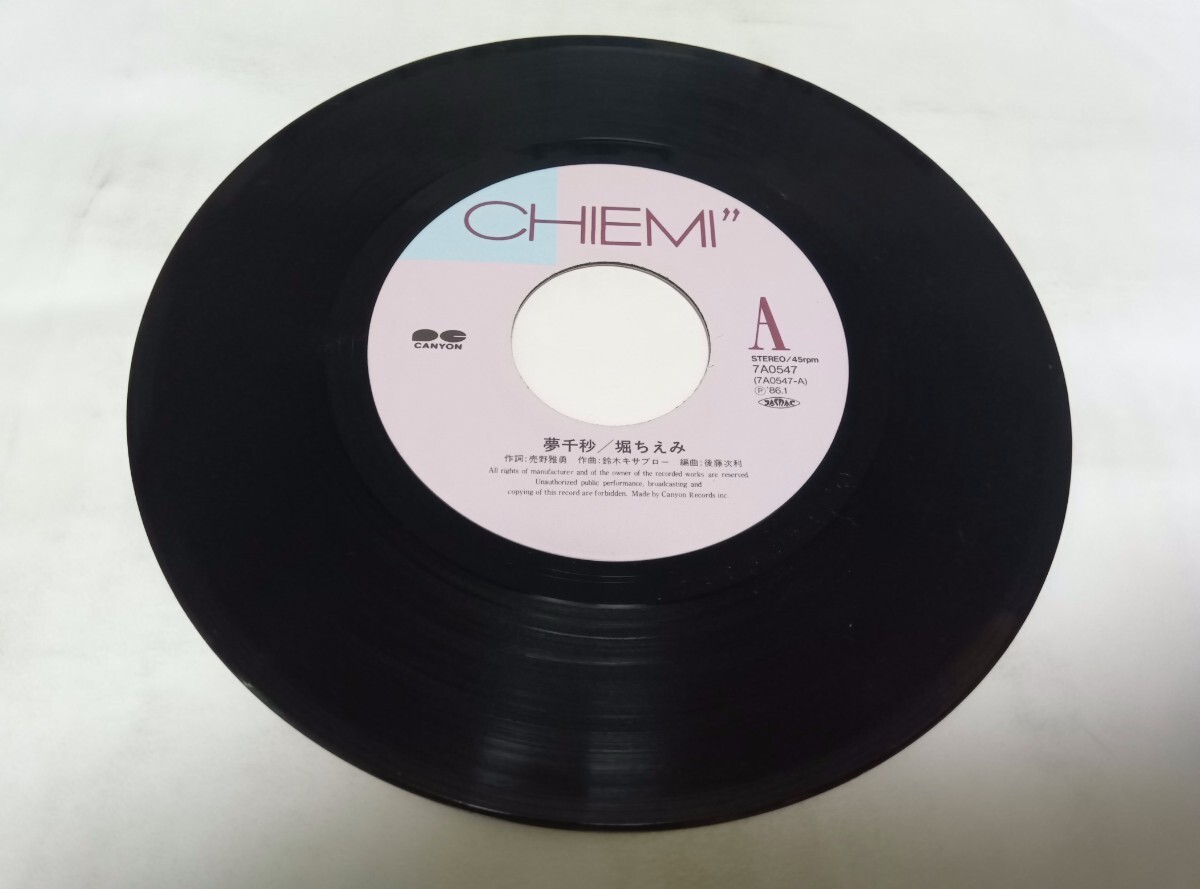 CHIEMI”
A
CANYON
STEREO/45rpm
7A0547
(7A0547-A)
Ⓟ'86.1
夢千秒／堀ちえみ
作詞:売野雅勇 作曲:鈴木キサブロー 編曲:後藤次利
All rights of manufacturer and of the owner of the recorded works are reserved.
Unauthorized public performance, broadcasting and
copying of this record are forbidden. Made by Canyon Records inc.